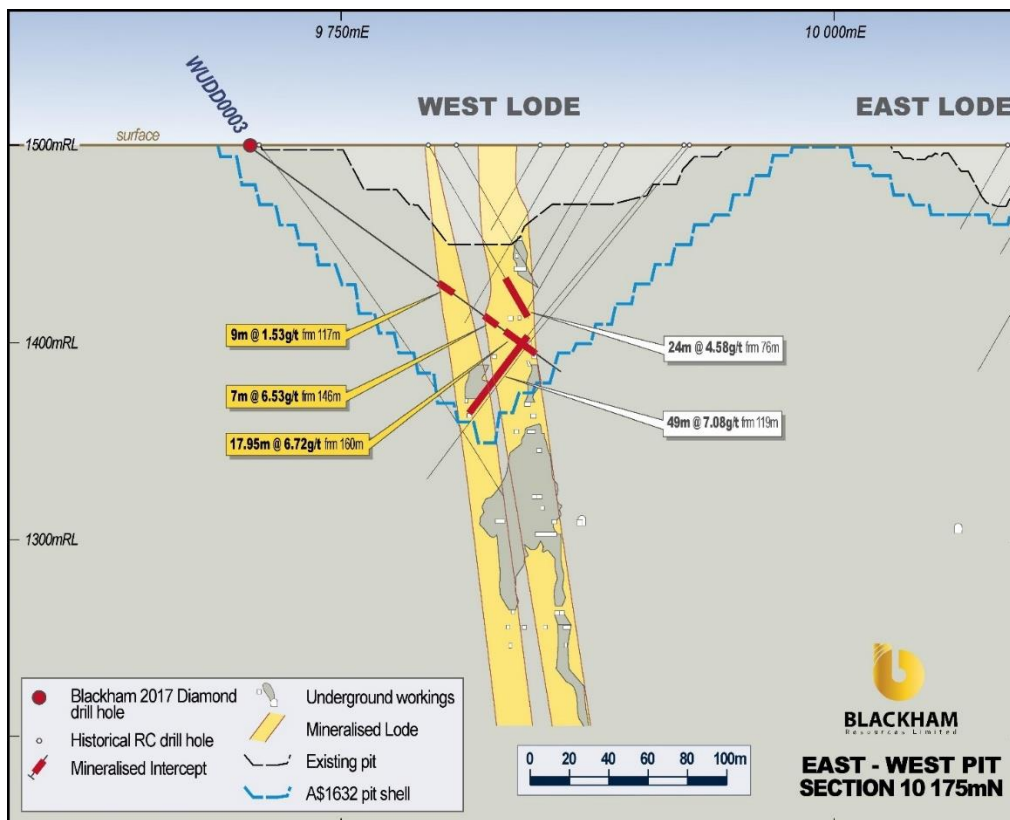 9 750mE
10 000mE
WUDD0003
WEST LODE
EAST LODE
surface
1500mRL
9m @ 1.53g/t frm 117m
1400mRL
24m @ 4.58g/t frm 76m
7m @ 6.53g/t frm 146m
49m @ 7.08g/t frm 119m
17.95m @ 6.72g/t frm 160m
1300mRL
Blackham 2017 Diamond
drill hole
Historical RC drill hole
Mineralised Intercept
Underground workings
Mineralised Lode
Existing pit
A$1632 pit shell
0 20 40 60 80 100m
BLACKHAM
Resources Limited
EAST - WEST PIT
SECTION 10 175mN